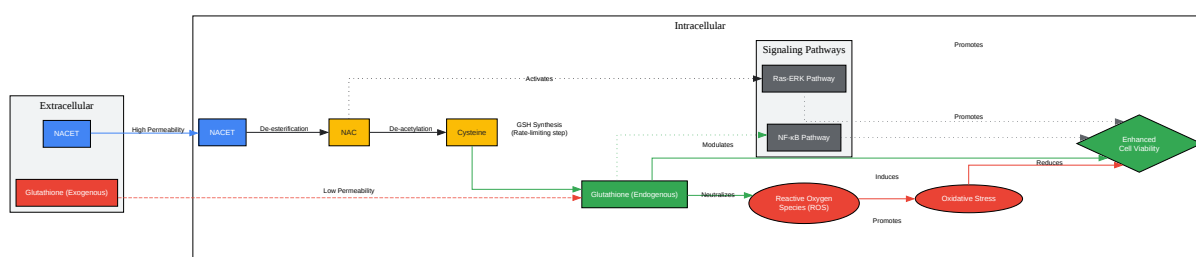 Intracellular
Signaling Pathways
Promotes
Ras-ERK Pathway
Activates
Extracellular
NACET
High Permeability
NACET
De-esterification
NAC
De-acetylation
Cysteine
GSH Synthesis
(Rate-limiting step)
Promotes
NF-κB Pathway
Modulates
Enhanced
Cell Viability
Reduces
Induces
Glutathione (Exogenous)
Low Permeability
Glutathione (Endogenous)
Neutralizes
Reactive Oxygen
Species (ROS)
Oxidative Stress
Promotes